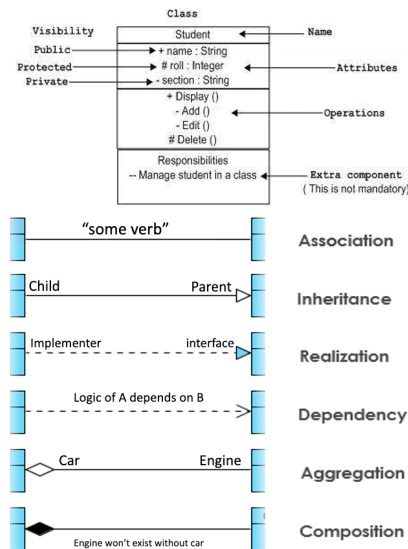 Class
Visibility
Student
Name
Public
+ name : String
Protected
# roll : Integer
Attributes
Private
- section : String
+ Display ()
- Add ()
Operations
- Edit ()
# Delete ()
Responsibilities
-- Manage student in a class
Extra component
( This is not mandatory)
“some verb”
Association
Child
Parent
Inheritance
Implementer
interface
Realization
Logic of A depends on B
Dependency
Car
Engine
Aggregation
Composition
Engine won’t exist without car